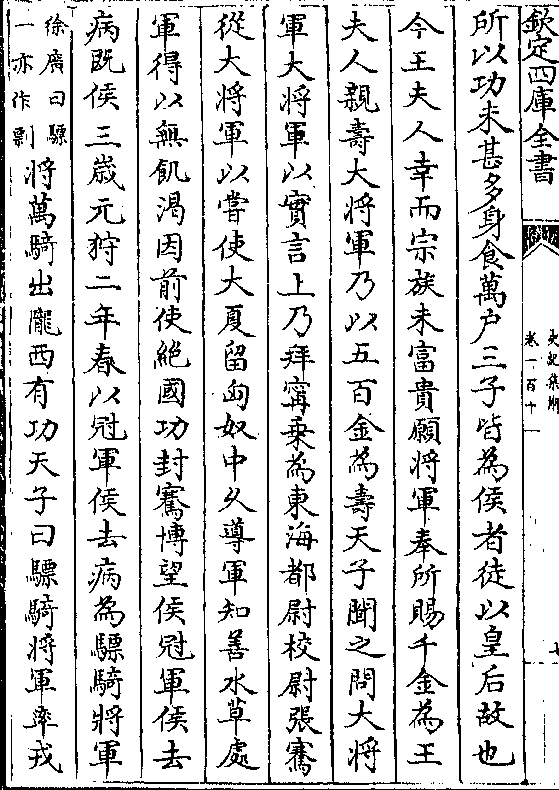 欽定四庫全書
史記集解
卷一百十一
七
所以功未甚多身食萬户三子皆為侯者徒以皇后故也
今王夫人幸而宗族未富貴願將軍奉所賜千金為王
夫人親壽大將軍乃以五百金為壽天子聞之問大將
軍大將軍以實言上乃拜甯乗為東海都尉校尉張騫
從大將軍以嘗使大夏留匈奴中乆導軍知善水草處
軍得以無飢渴因前使絶國功封騫博望侯冠軍侯去
病既侯三歳元狩二年春以冠軍侯去病為驃騎將軍
徐廣曰驃
一亦作剽
將萬騎出隴西有功天子曰驃騎將軍率戎